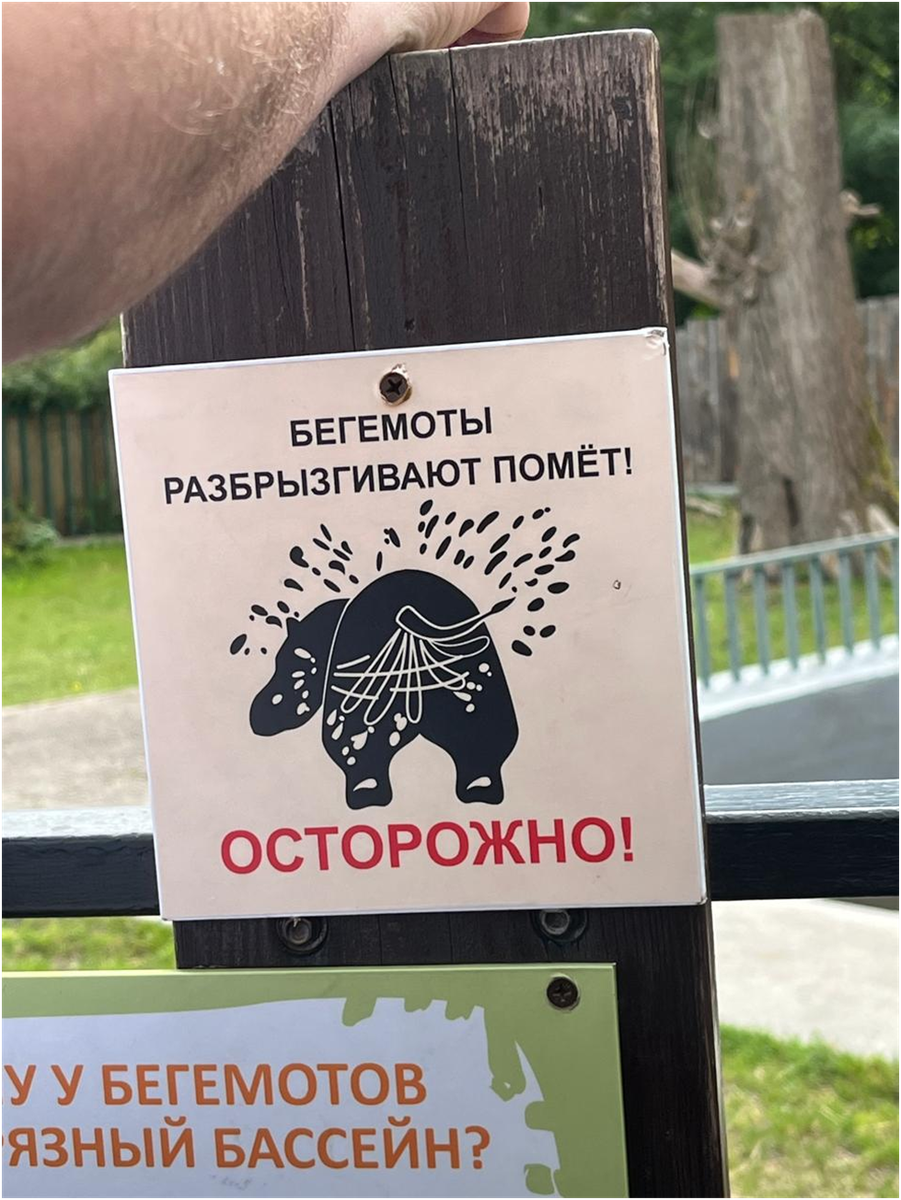 БЕГЕМОТЫ
РАЗБРЫЗГИВАЮТ ПОМЁТ!
ОСТОРОЖНО!
У У БЕГЕМОТОВ
РЯЗНЫЙ БАССЕЙН?